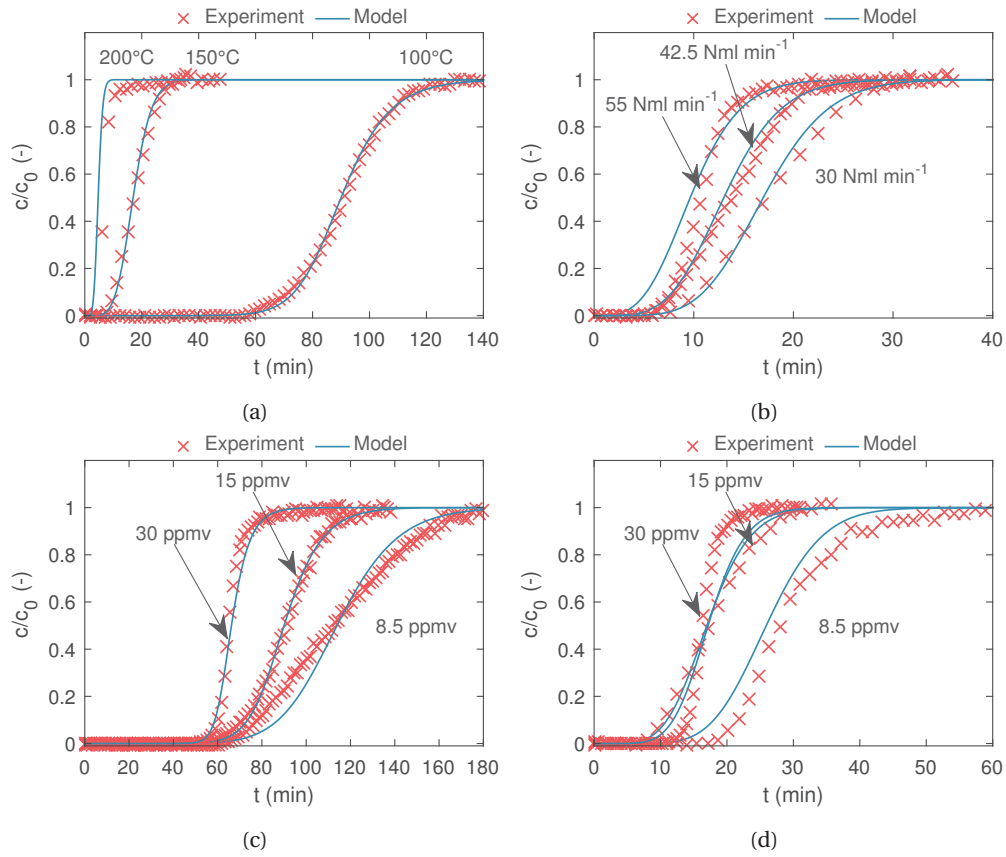 Experiment Model
200°C 150°C 100°C
1
0.8
0.6
0.4
0.2
0
c/c0 (-)
0 20 40 60 80 100 120 140
t (min)
(a)
Experiment Model
42.5 Nml min-1
55 Nml min-1
30 Nml min-1
1
0.8
0.6
0.4
0.2
0
c/c0 (-)
0 10 20 30 40
t (min)
(b)
Experiment Model
15 ppmv
30 ppmv
8.5 ppmv
1
0.8
0.6
0.4
0.2
0
c/c0 (-)
0 20 40 60 80 100 120 140 160 180
t (min)
(c)
Experiment Model
15 ppmv
30 ppmv
8.5 ppmv
1
0.8
0.6
0.4
0.2
0
c/c0 (-)
0 10 20 30 40 50 60
t (min)
(d)